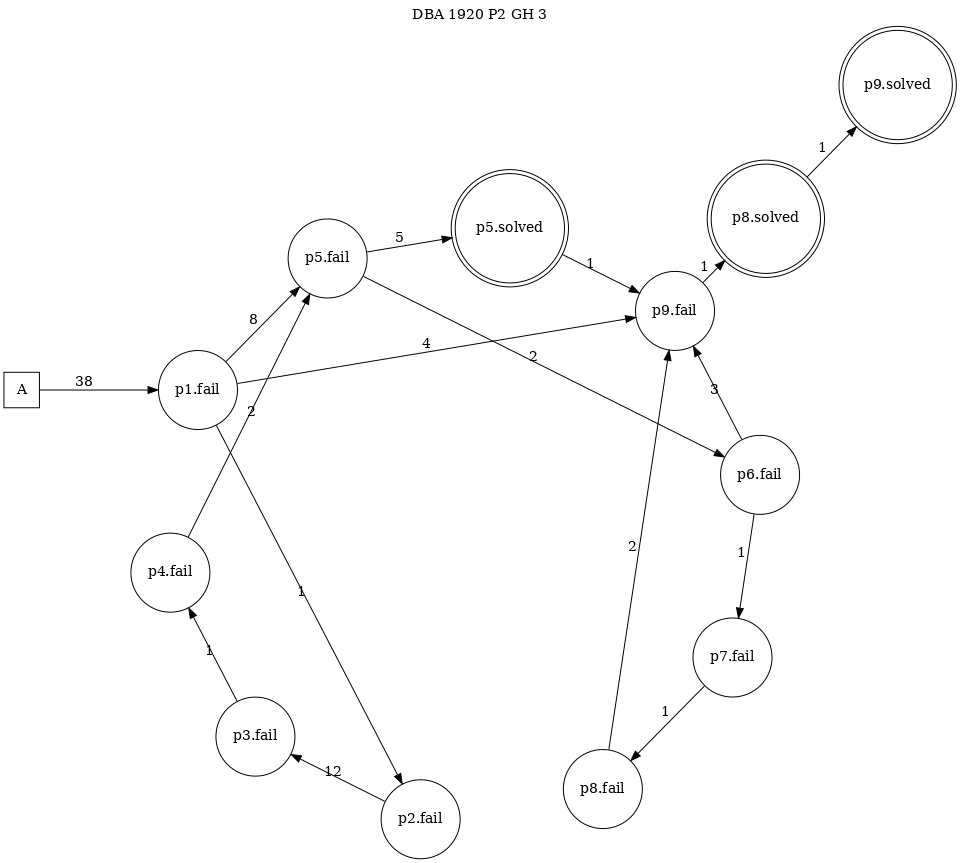 DBA 1920 P2 GH 3
p9.solved
1
p8.solved
p5.solved
5
p5.fail
1
1
p9.fail
8
4
2
A
38
p1.fail
3
2
p6.fail
2
1
1
p4.fail
1
p7.fail
1
1
p3.fail
12
p8.fail
p2.fail